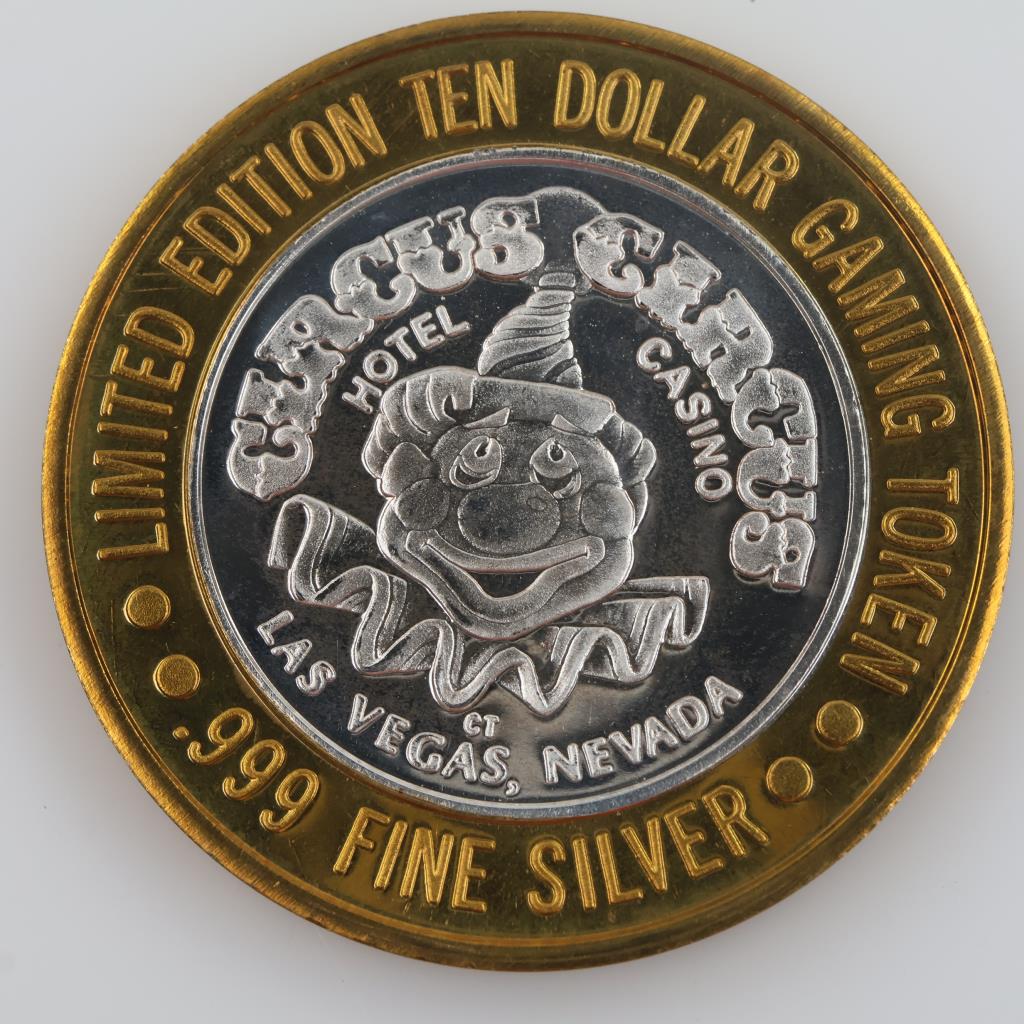 LIMITED EDITION TEN DOLLAR GAMING TOKEN
CIRCUS CIRCUS
HOTEL CASINO
CT
LAS VEGAS, NEVADA
.999 FINE SILVER